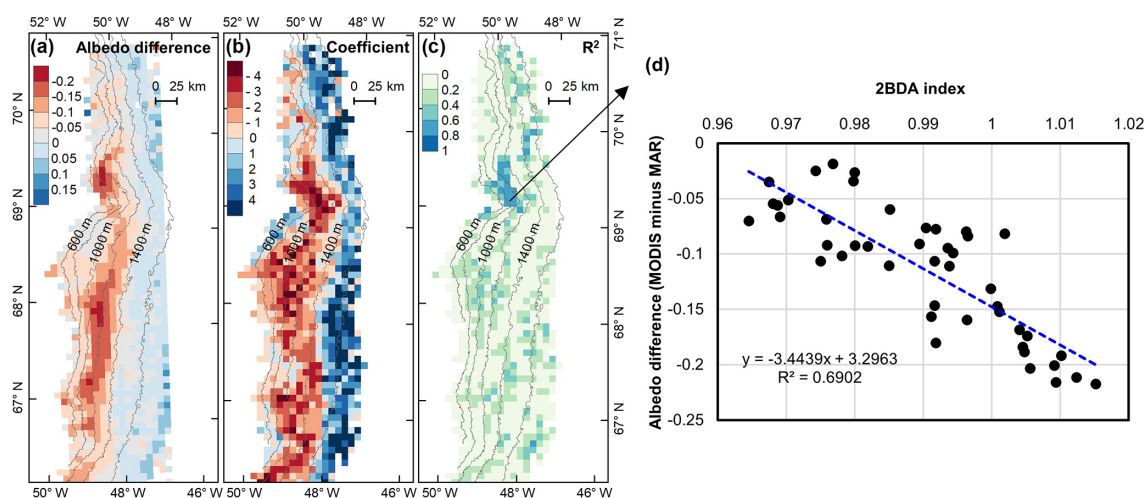 52° W 50° W 48° W
52° W 50° W 48° W
52° W 50° W 48° W
71° N
(a) Albedo difference
-0.2
-0.15
-0.1
-0.05
0
0.05
0.1
0.15
0 25 km
70° N
69° N
68° N
67° N
600 m
1000 m
1400 m
50° W 48° W 46° W
(b) Coefficient
- 4
- 3
- 2
- 1
0
1
2
3
4
0 25 km
600 m
1000 m
1400 m
50° W 48° W 46° W
(c) R²
0
0.2
0.4
0.6
0.8
1
0 25 km
600 m
1000 m
1400 m
70° N
69° N
68° N
67° N
50° W 48° W 46° W
(d)
2BDA index
0.96 0.97 0.98 0.99 1 1.01 1.02
Albedo difference (MODIS minus MAR)
0
-0.05
-0.1
-0.15
-0.2
-0.25
y = -3.4439x + 3.2963
R² = 0.6902